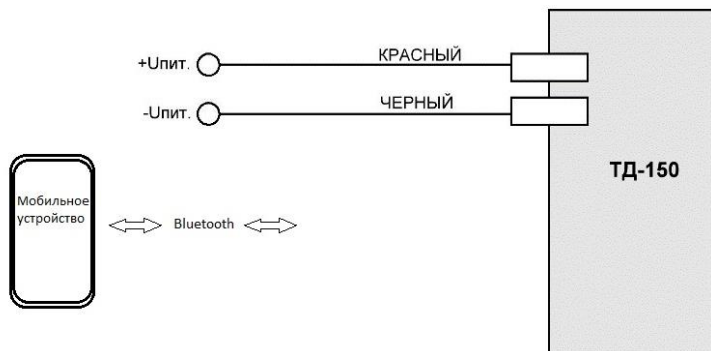 +Uпит.
КРАСНЫЙ
-Uпит.
ЧЕРНЫЙ
ТД-150
Мобильное
устройство
Bluetooth